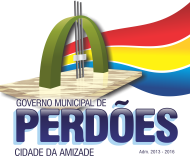 GOVERNO MUNICIPAL DE
PERDÕES
CIDADE DA AMIZADE
Adm. 2013 - 2016